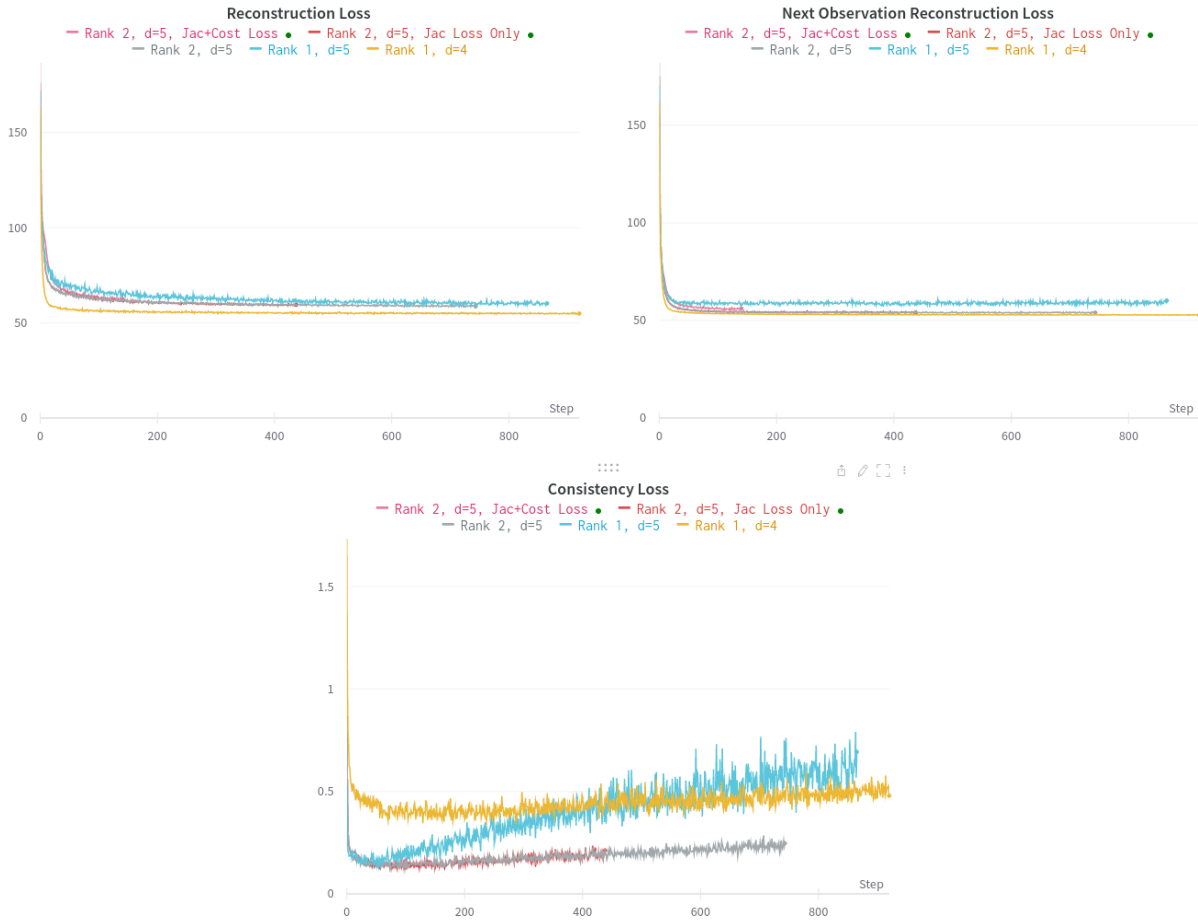 Reconstruction Loss
Rank 2, d=5, Jac+Cost Loss Rank 2, d=5, Jac Loss Only
Rank 2, d=5 Rank 1, d=5 Rank 1, d=4
150
100
50
0
Step
0 200 400 600 800
Next Observation Reconstruction Loss
Rank 2, d=5, Jac+Cost Loss Rank 2, d=5, Jac Loss Only
Rank 2, d=5 Rank 1, d=5 Rank 1, d=4
150
100
50
0
Step
0 200 400 600 800
Consistency Loss
Rank 2, d=5, Jac+Cost Loss Rank 2, d=5, Jac Loss Only
Rank 2, d=5 Rank 1, d=5 Rank 1, d=4
1.5
1
0.5
0
Step
0 200 400 600 800